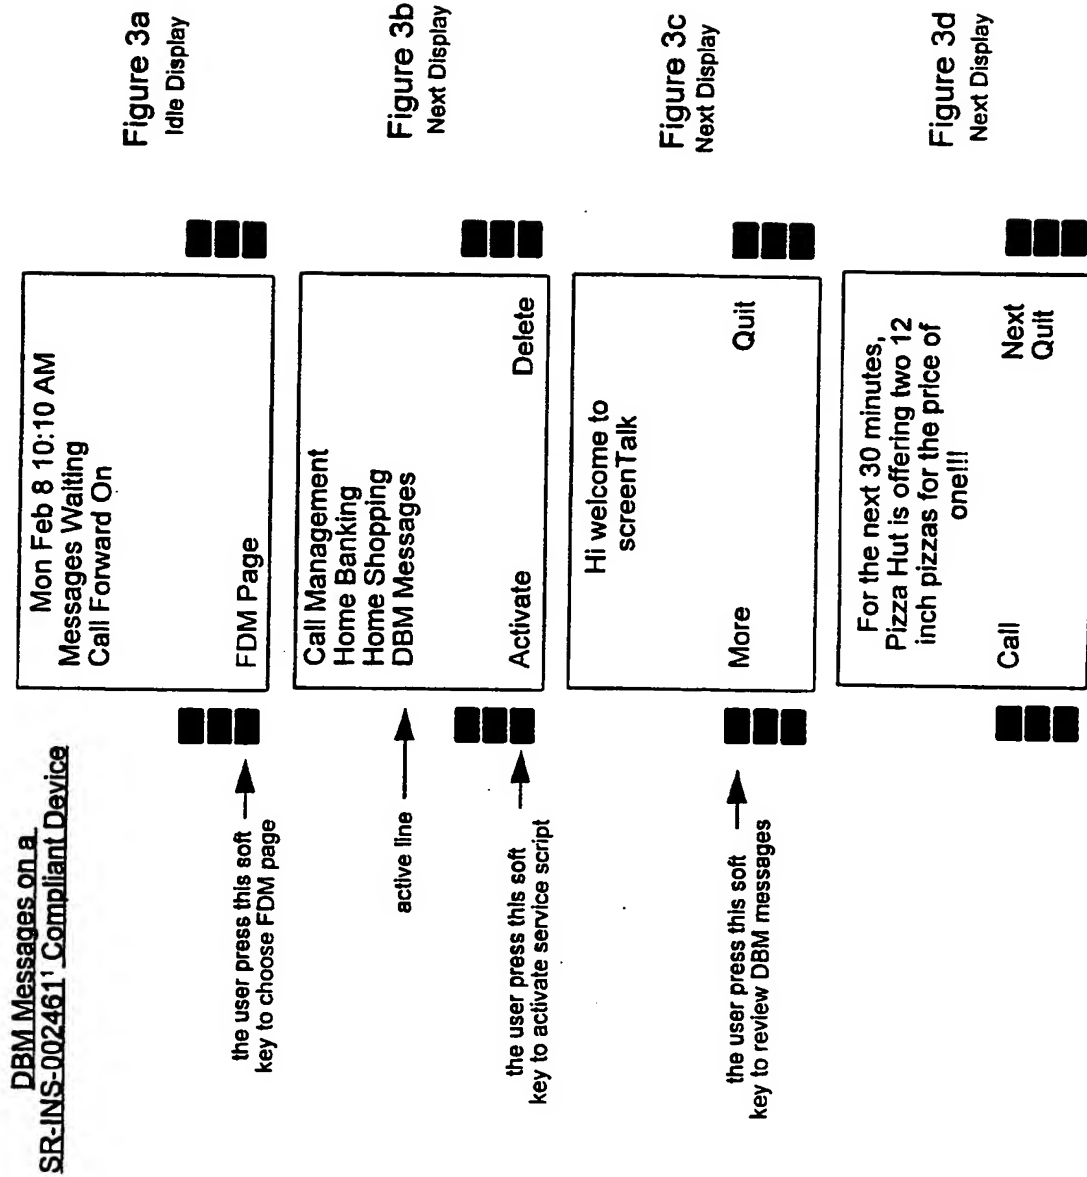 DBM Messages on a
SR-INS-002461¹ Compliant Device
Mon Feb 8 10:10 AM
Messages Waiting
Call Forward On
FDM Page
the user press this soft
key to choose FDM page
Figure 3a
Idle Display
Call Management
Home Banking
Home Shopping
DBM Messages
Activate Delete
active line
the user press this soft
key to activate service script
Figure 3b
Next Display
Hi welcome to
screenTalk
More Quit
the user press this soft
key to review DBM messages
Figure 3c
Next Display
For the next 30 minutes,
Pizza Hut is offering two 12
inch pizzas for the price of
one!!!
Call Next
Quit
Figure 3d
Next Display